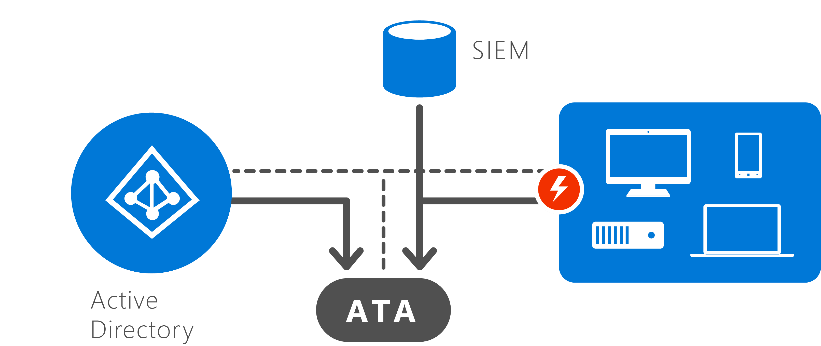 SIEM
Active
Directory
ATA